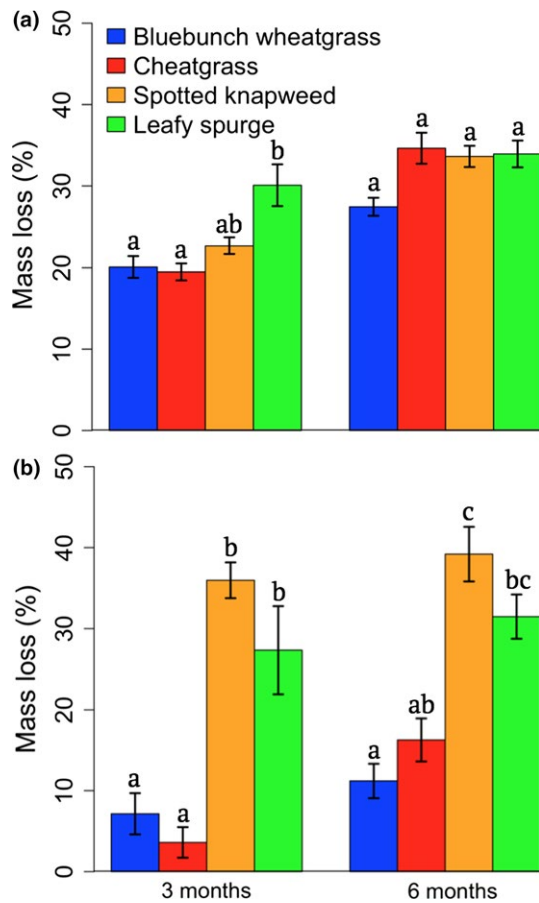 (a)
50
Bluebunch wheatgrass
Cheatgrass
40
Spotted knapweed
Leafy spurge
Mass loss (%)
30
20
10
0
a a ab b
a a a a
(b)
50
40
Mass loss (%)
30
20
10
0
a a b b
a ab c bc
3 months 6 months